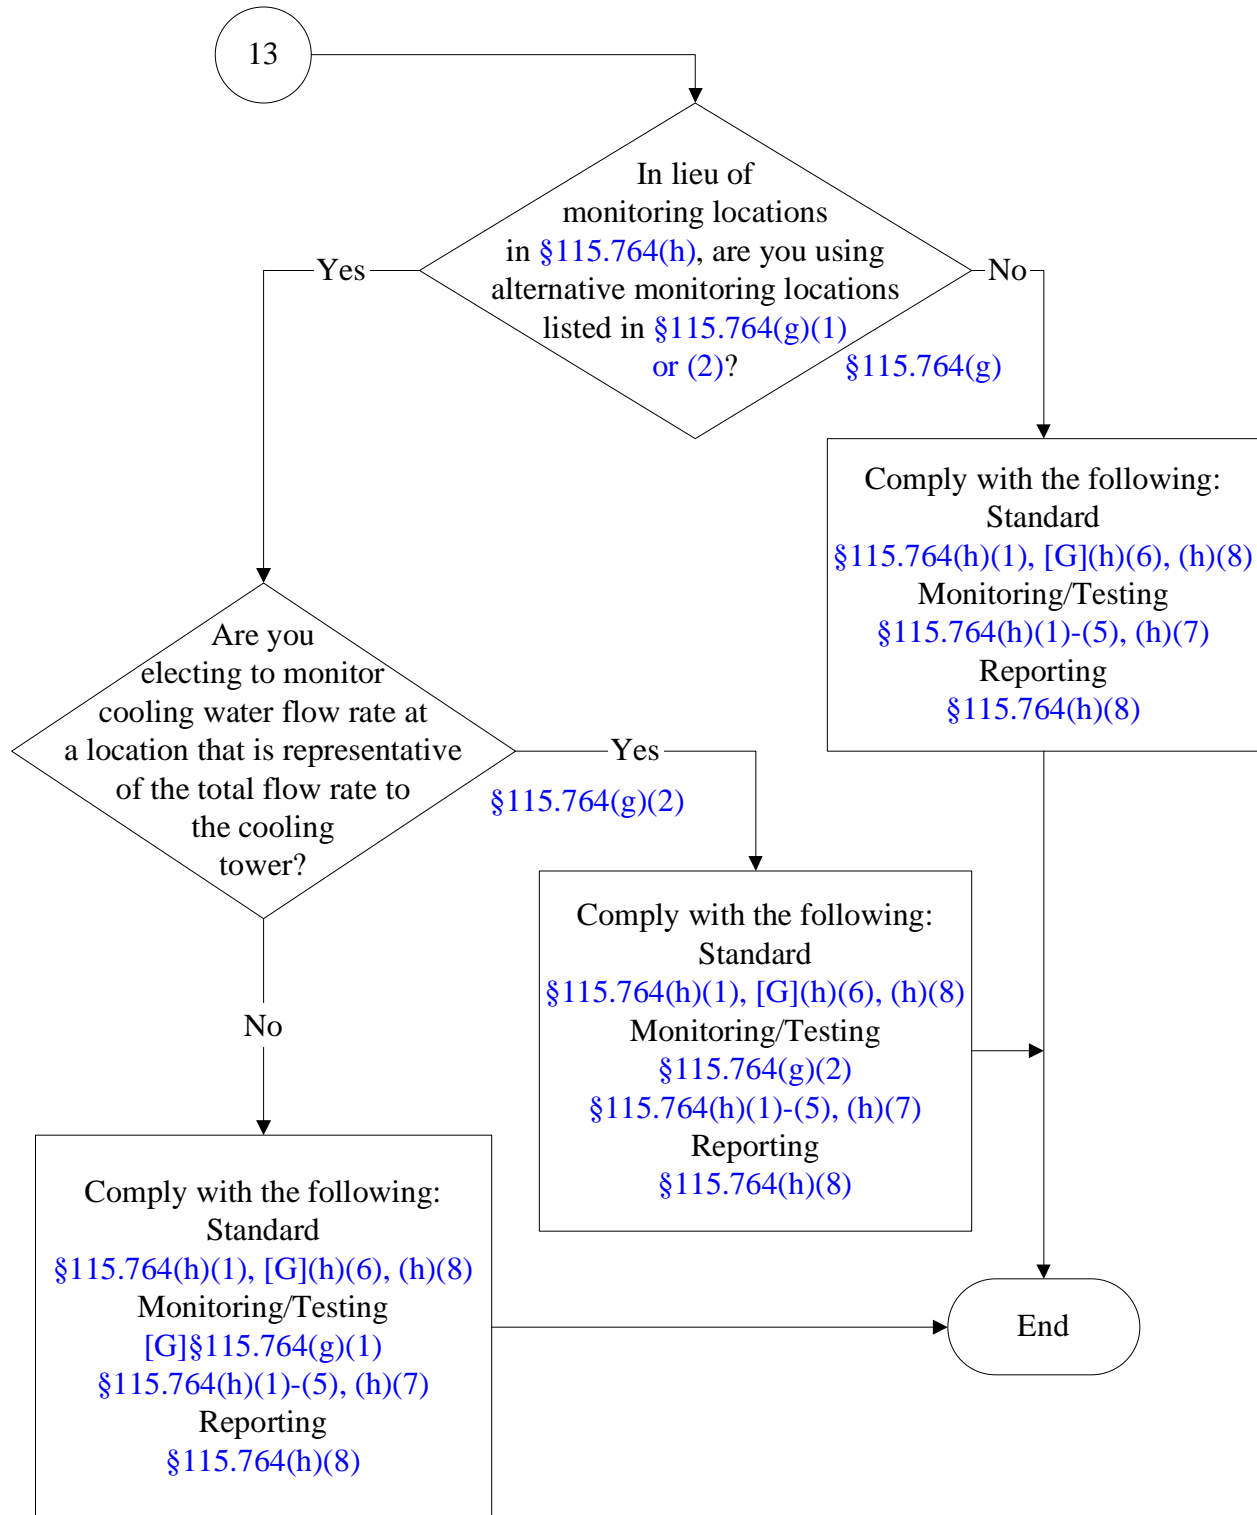 13
In lieu of
monitoring locations
in §115.764(h), are you using
alternative monitoring locations
listed in §115.764(g)(1)
or (2)?
Yes
No
§115.764(g)
Comply with the following:
Standard
§115.764(h)(1), [G](h)(6), (h)(8)
Monitoring/Testing
§115.764(h)(1)-(5), (h)(7)
Reporting
§115.764(h)(8)
Are you
electing to monitor
cooling water flow rate at
a location that is representative
of the total flow rate to
the cooling
tower?
Yes
§115.764(g)(2)
No
Comply with the following:
Standard
§115.764(h)(1), [G](h)(6), (h)(8)
Monitoring/Testing
§115.764(g)(2)
§115.764(h)(1)-(5), (h)(7)
Reporting
§115.764(h)(8)
Comply with the following:
Standard
§115.764(h)(1), [G](h)(6), (h)(8)
Monitoring/Testing
[G]§115.764(g)(1)
§115.764(h)(1)-(5), (h)(7)
Reporting
§115.764(h)(8)
End